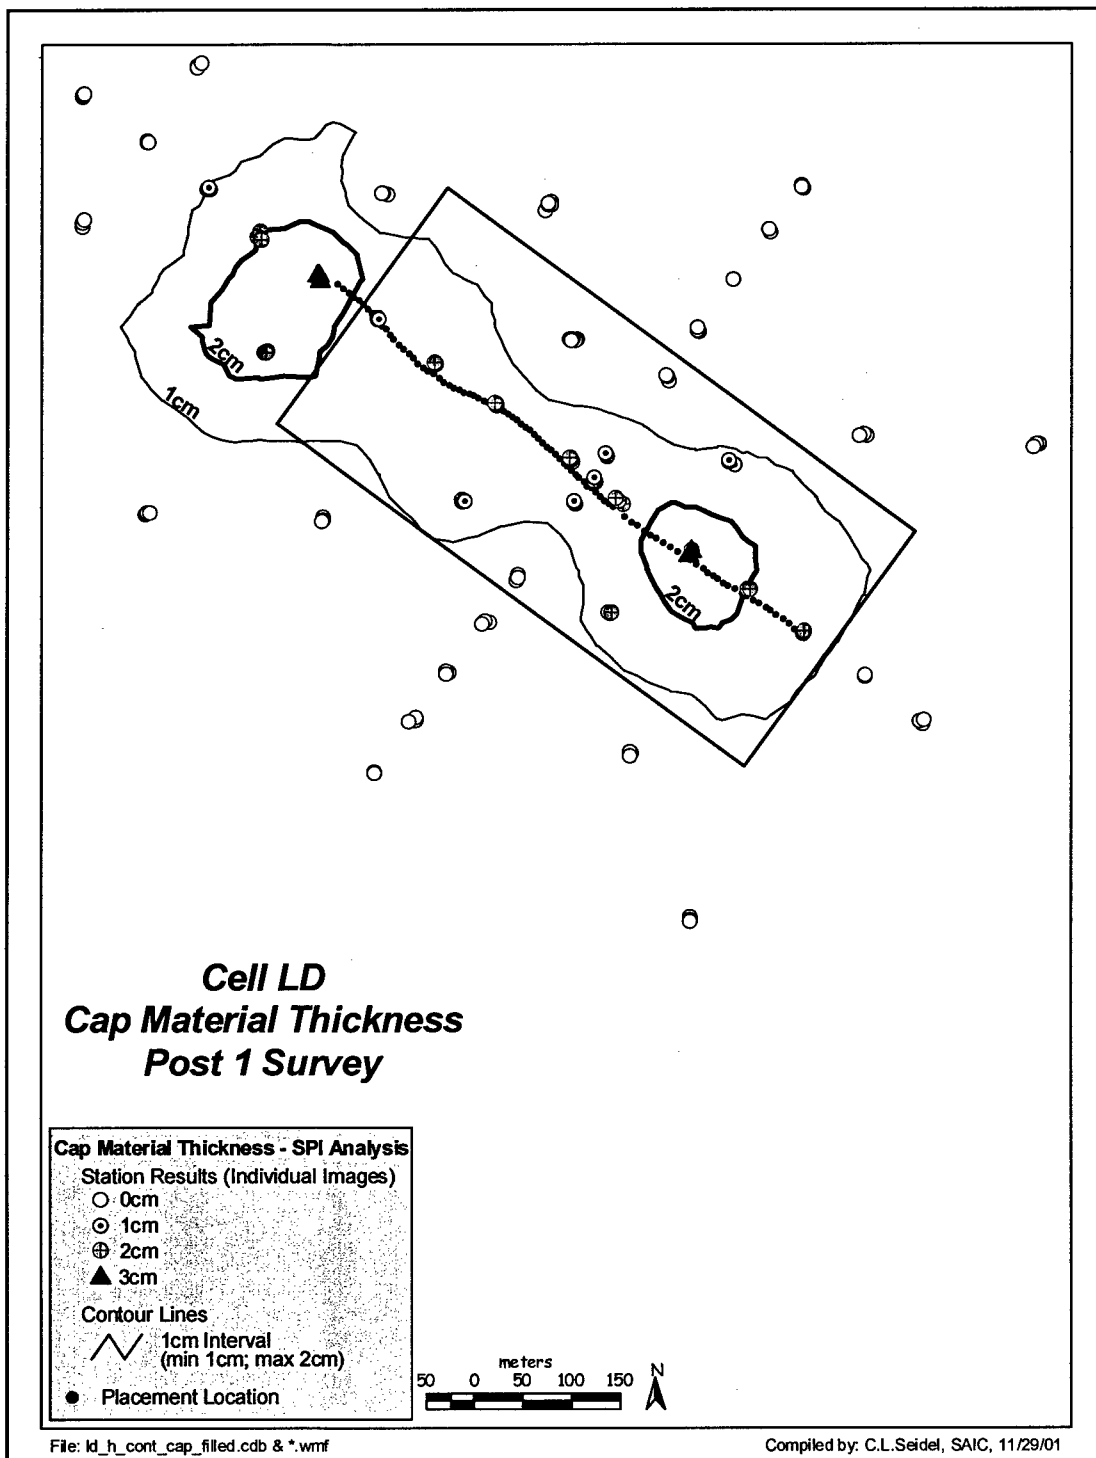 2cm
1cm
2cm
Cell LD
Cap Material Thickness
Post 1 Survey
Cap Material Thickness - SPI Analysis
Station Results (Individual Images)
0cm
1cm
2cm
3cm
Contour Lines
1cm Interval
(min 1cm; max 2cm)
Placement Location
meters
50 0 50 100 150
N
File: ld_h_cont_cap_filled.cdb & *.wmf
Compiled by: C.L.Seidel, SAIC, 11/29/01